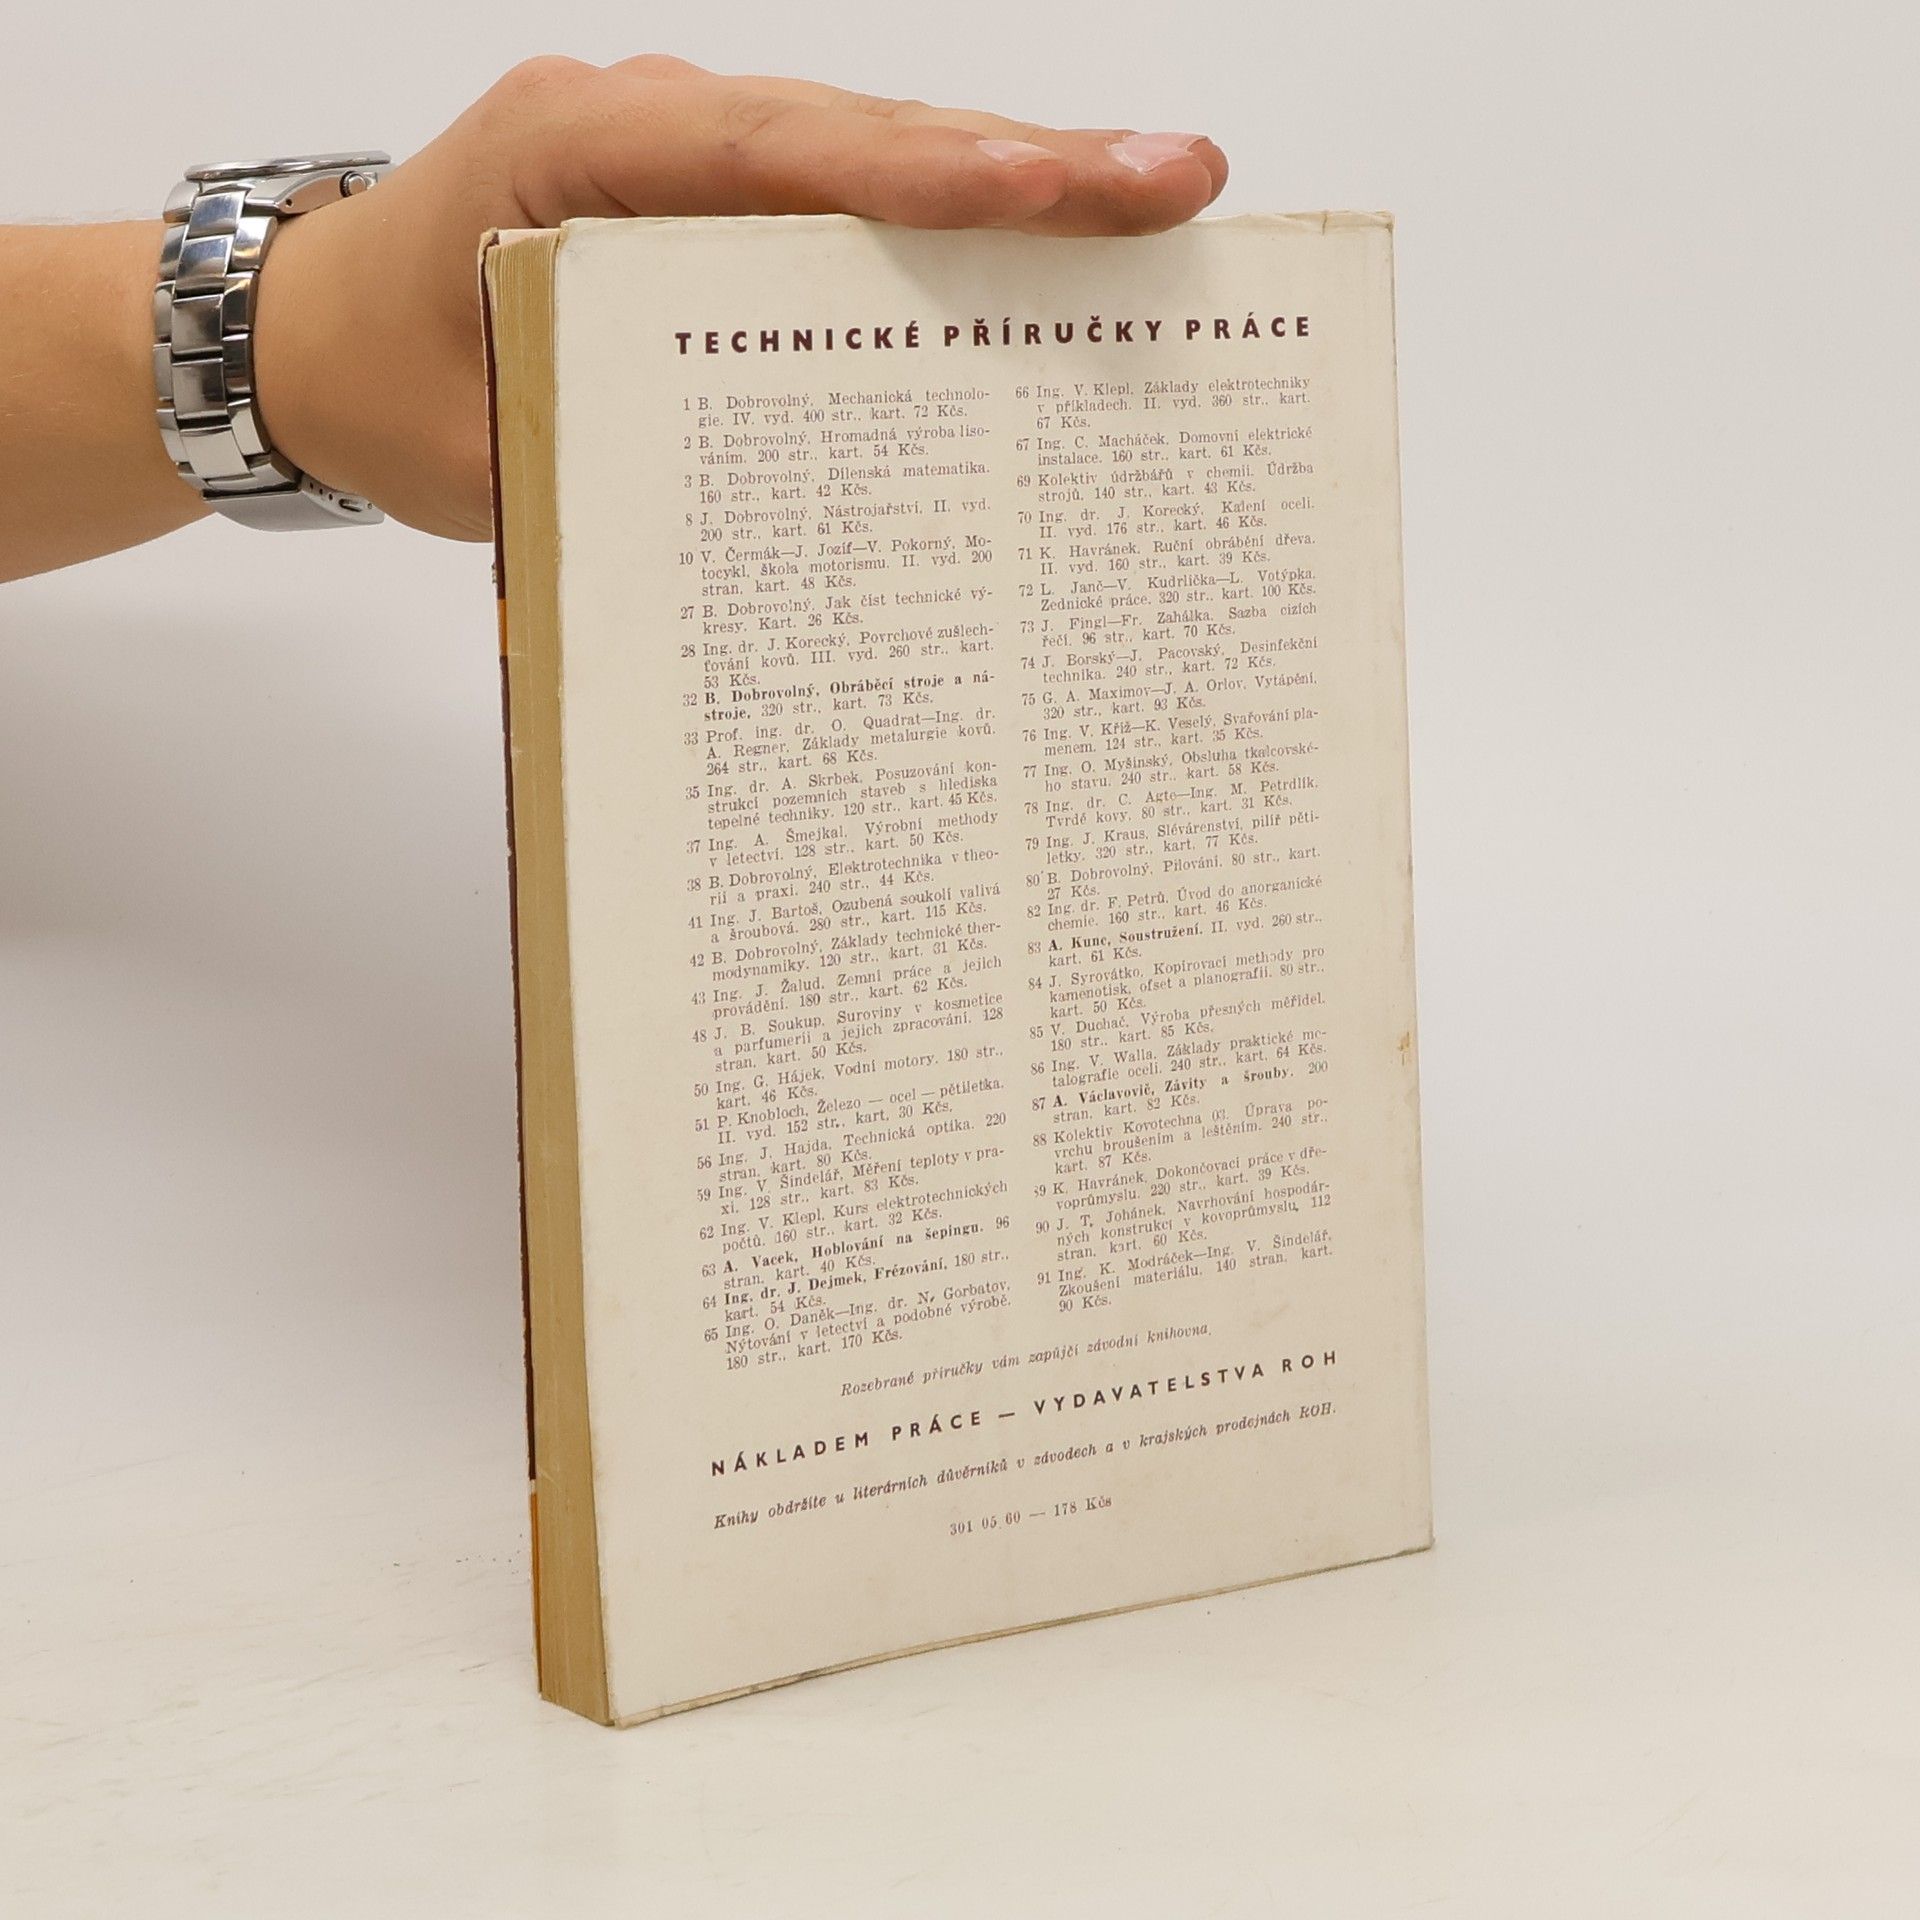 TECHNICKÉ PŘÍRUČKY PRÁCE
1 B. Dobrovolný, Mechanická technolo-
gie. IV. vyd. 400 str., kart. 72 Kčs.
2 B. Dobrovolný, Hromadná výroba liso-
váním. 200 str., kart. 54 Kčs.
3 B. Dobrovolný, Dílenská matematika.
160 str., kart. 42 Kčs.
8 J. Dobrovolný, Nástrojařství, II. vyd.
200 str., kart. 61 Kčs.
10 V. Čermák—J. Jozíf—V. Pokorný, Mo-
tocykl, škola motorismu. II. vyd. 200
stran, kart. 48 Kčs.
27 B. Dobrovolný, Jak číst technické vý-
kresy. Kart. 26 Kčs.
28 Ing. dr. J. Korecký, Povrchové zušlech-
ťování kovů. III. vyd. 260 str., kart.
53 Kčs.
32 B. Dobrovolný, Obráběcí stroje a ná-
stroje, 320 str., kart. 73 Kčs.
33 Prof. ing. dr. O. Quadrat—Ing. dr.
A. Regner, Základy metalurgie kovů.
264 str., kart. 68 Kčs.
35 Ing. dr. A. Skrbek, Posuzování kon-
strukcí pozemních staveb s hlediska
tepelné techniky. 120 str., kart. 45 Kčs.
37 Ing. A. Šmejkal, Výrobní methody
v letectví. 128 str., kart. 50 Kčs.
38 B. Dobrovolný, Elektrotechnika v theo-
rii a praxi. 240 str., 44 Kčs.
41 Ing. J. Bartoš, Ozubená soukolí valivá
a šroubová. 280 str., kart. 115 Kčs.
42 B. Dobrovolný, Základy technické ther-
modynamiky. 120 str., kart. 31 Kčs.
43 Ing. J. Žalud, Zemní práce a jejich
provádění. 180 str., kart. 62 Kčs.
48 J. B. Soukup, Suroviny v kosmetice
a parfumerii a jejich zpracování. 128
stran, kart. 50 Kčs.
50 Ing. G. Hájek, Vodní motory. 180 str.,
kart. 46 Kčs.
51 P. Knobloch, Železo — ocel — pětiletka.
II. vyd. 152 str., kart. 30 Kčs.
56 Ing. J. Hajda, Technická optika. 220
stran, kart. 80 Kčs.
59 Ing. V. Šindelář, Měření teploty v pra-
xi. 128 str., kart. 83 Kčs.
62 Ing. V. Klepl, Kurs elektrotechnických
počtů. 160 str., kart. 32 Kčs.
63 A. Vacek, Hoblování na šepingu. 96
stran, kart. 40 Kčs.
64 Ing. dr. J. Dejmek, Frézování, 180 str.,
kart. 54 Kčs.
65 Ing. O. Daněk—Ing. dr. N. Gorbatov,
Nýtování v letectví a podobné výrobě.
180 str., kart. 170 Kčs.
66 Ing. V. Klepl, Základy elektrotechniky
v příkladech. II. vyd. 360 str., kart.
67 Kčs.
67 Ing. C. Macháček, Domovní elektrické
instalace. 160 str., kart. 61 Kčs.
69 Kolektiv údržbářů v chemii. Údržba
strojů. 140 str., kart. 43 Kčs.
70 Ing. dr. J. Korecký, Kalení oceli.
II. vyd. 176 str., kart. 46 Kčs.
71 K. Havránek, Ruční obrábění dřeva.
II. vyd. 160 str., kart. 39 Kčs.
72 L. Janč—V. Kudrlička—L. Votýpka.
Zednické práce. 320 str., kart. 100 Kčs.
73 J. Fingl—Fr. Zahálka, Sazba cizích
řečí. 96 str., kart. 70 Kčs.
74 J. Borský—J. Pacovský, Desinfekční
technika. 240 str., kart. 72 Kčs.
75 G. A. Maximov—J. A. Orlov, Vytápění.
320 str., kart. 93 Kčs.
76 Ing. V. Kříž—K. Veselý, Svařování pla-
menem. 124 str., kart. 35 Kčs.
77 Ing. O. Myšinský, Obsluha tkalcovské-
ho stavu. 240 str., kart. 58 Kčs.
78 Ing. dr. C. Agte—Ing. M. Petrdlík,
Tvrdé kovy. 80 str., kart. 31 Kčs.
79 Ing. J. Kraus, Slévárenství, pilíř pěti-
letky. 320 str., kart. 77 Kčs.
80 B. Dobrovolný, Pilování. 80 str., kart.
27 Kčs.
82 Ing. dr. F. Petrů, Úvod do anorganické
chemie. 160 str., kart. 46 Kčs.
83 A. Kunc, Soustružení. II. vyd. 260 str.,
kart. 61 Kčs.
84 J. Syrovátko, Kopírovací methody pro
kamenotisk, ofset a planografii. 80 str.,
kart. 50 Kčs.
85 V. Duchač, Výroba přesných měřidel.
180 str., kart. 85 Kčs.
86 Ing. V. Walla, Základy praktické me-
talografie oceli. 240 str., kart. 64 Kčs.
87 A. Václavovič, Závity a šrouby. 200
stran, kart. 82 Kčs.
88 Kolektiv Kovotechna 03, Úprava po-
vrchu broušením a leštěním. 240 str.,
kart. 87 Kčs.
89 K. Havránek, Dokončovací práce v dře-
voprůmyslu. 220 str., kart. 39 Kčs.
90 J. T. Johánek, Navrhování hospodár-
ných konstrukcí v kovoprůmyslu, 112
stran, kart. 60 Kčs.
91 Ing. K. Modráček—Ing. V. Šindelář,
Zkoušení materiálu. 140 stran, kart.
90 Kčs.
Rozebrané příručky vám zapůjčí závodní knihovna.
NÁKLADEM PRÁCE — VYDAVATELSTVA ROH
Knihy obdržíte u literárních důvěrníků v závodech a v krajských prodejnách ROH.
301 05.60 — 178 Kčs